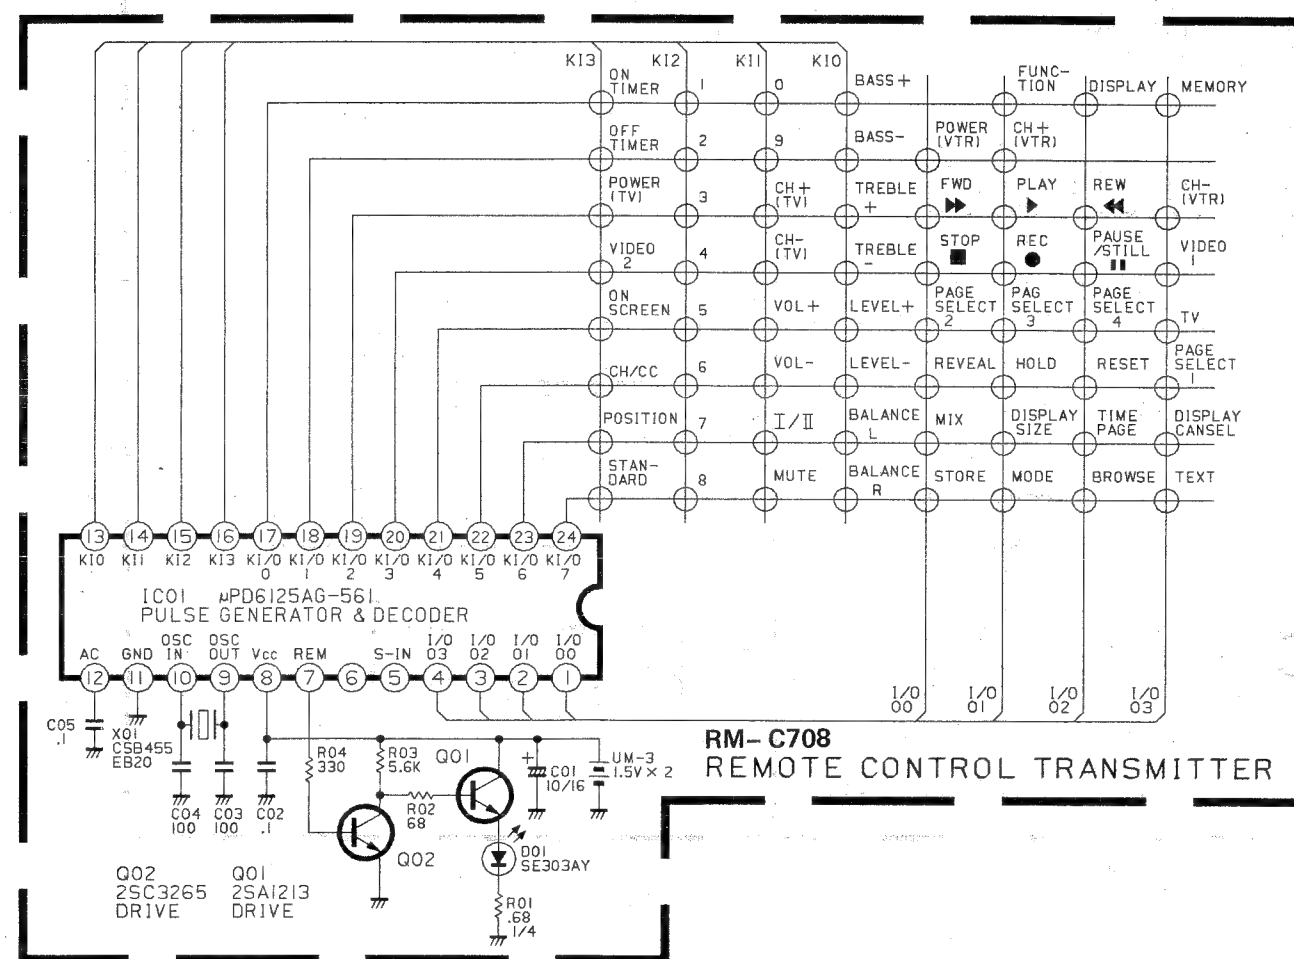 KI3 KI2 KI1 KI0
ON TIMER 1 0 BASS+ FUNC-TION DISPLAY MEMORY
OFF TIMER 2 9 BASS- POWER (VTR) CH+ (VTR)
POWER (TV) 3 CH+ (TV) TREBLE + FWD PLAY REW CH- (VTR)
VIDEO 2 4 CH- (TV) TREBLE - STOP REC PAUSE /STILL VIDEO 1
ON SCREEN 5 VOL+ LEVEL+ PAGE SELECT 2 PAG SELECT 3 PAGE SELECT 4 TV
CH/CC 6 VOL- LEVEL- REVEAL HOLD RESET PAGE SELECT 1
POSITION 7 I/II BALANCE L MIX DISPLAY SIZE TIME PAGE DISPLAY CANSEL
STAN-DARD 8 MUTE BALANCE R STORE MODE BROWSE TEXT
13 14 15 16 17 18 19 20 21 22 23 24
KI0 KI1 KI2 KI3 KI/O 0 KI/O 1 KI/O 2 KI/O 3 KI/O 4 KI/O 5 KI/O 6 KI/O 7
IC01 μPD6125AG-561
PULSE GENERATOR & DECODER
AC GND OSC IN OSC OUT Vcc REM S-IN I/O 03 I/O 02 I/O 01 I/O 00
12 11 10 9 8 7 6 5 4 3 2 1
I/O 00 I/O 01 I/O 02 I/O 03
C05 .1
X01 CSB455 EB20
R04 330
R03 5.6K
Q01
+
C01 10/16
UM-3 1.5V×2
RM-C708
REMOTE CONTROL TRANSMITTER
C04 100
C03 100
C02 .1
R02 68
Q02
D01 SE303AY
R01 .68 1/4
Q02 2SC3265 DRIVE
Q01 2SA1213 DRIVE